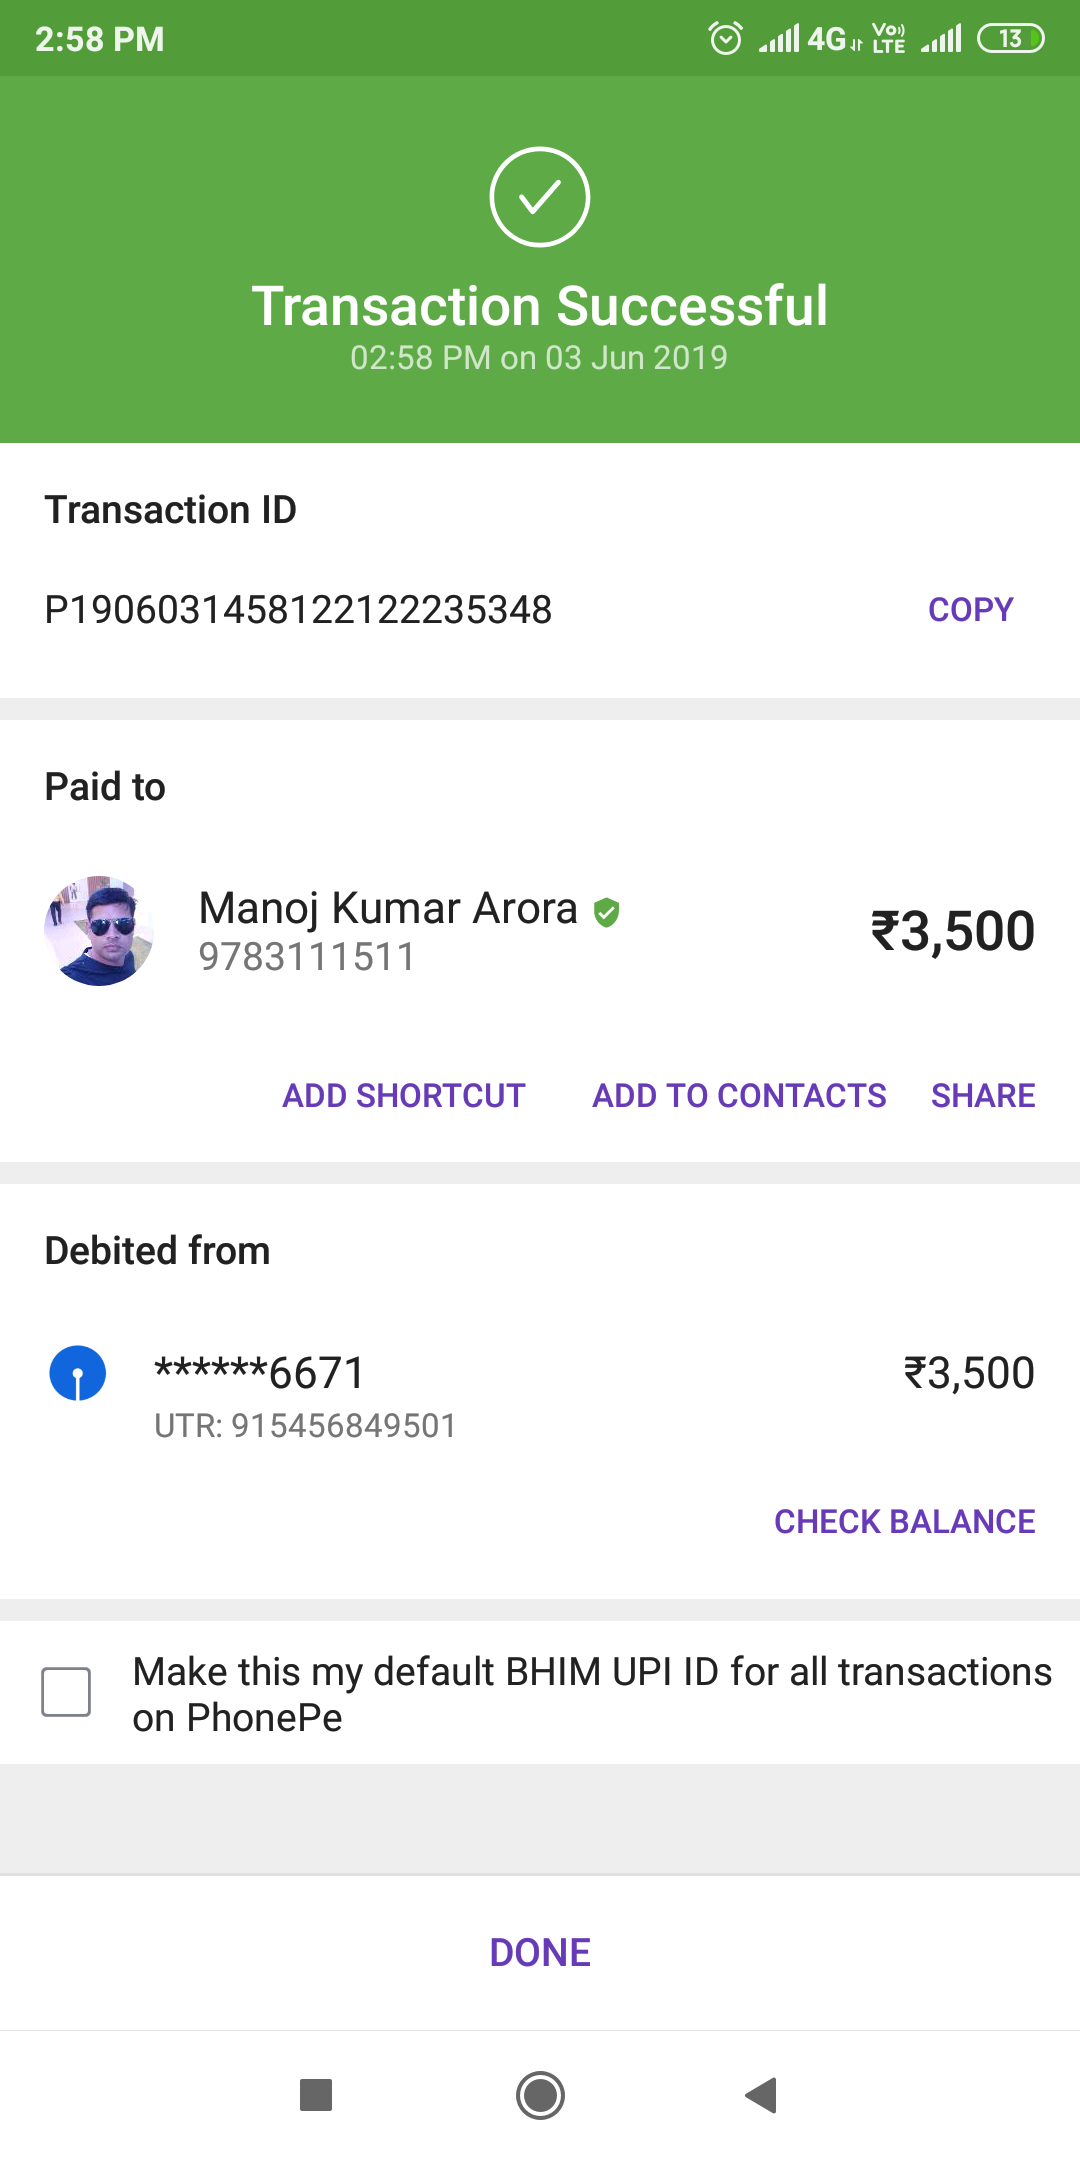 2:58 PM 4G Vo)) LTE 13
Transaction Successful
02:58 PM on 03 Jun 2019
Transaction ID
P1906031458122122235348 COPY
Paid to
Manoj Kumar Arora ₹3,500
9783111511
ADD SHORTCUT ADD TO CONTACTS SHARE
Debited from
******6671 ₹3,500
UTR: 915456849501
CHECK BALANCE
Make this my default BHIM UPI ID for all transactions
on PhonePe
DONE